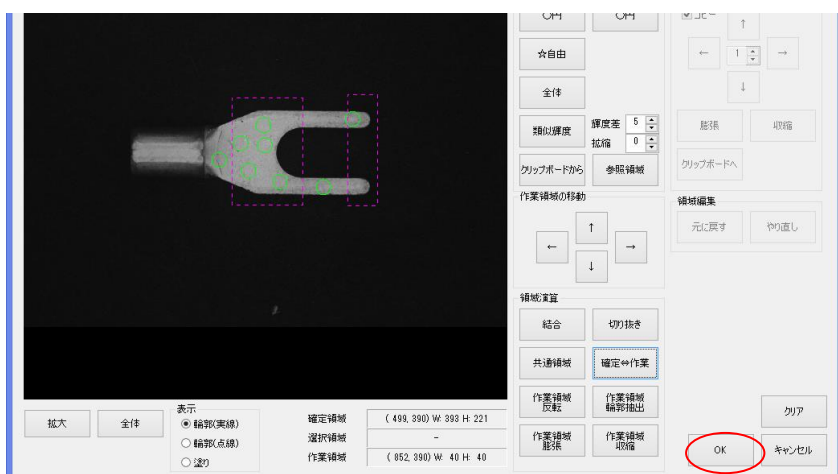 ☆自由
全体
類似輝度
輝度差 5
拡縮 0
クリップボードから
参照領域
作業領域の移動
↑
← →
↓
領域演算
結合
切り抜き
共通領域
確定⇔作業
作業領域
反転
作業領域
輪郭抽出
作業領域
膨張
作業領域
収縮
↑
← 1 →
↓
膨張
収縮
クリップボードへ
領域編集
元に戻す
やり直し
クリア
OK
キャンセル
拡大
全体
表示
輪郭(実線)
輪郭(点線)
塗り
確定領域 ( 499, 390) W: 393 H: 221
選択領域 -
作業領域 ( 852, 390) W: 40 H: 40